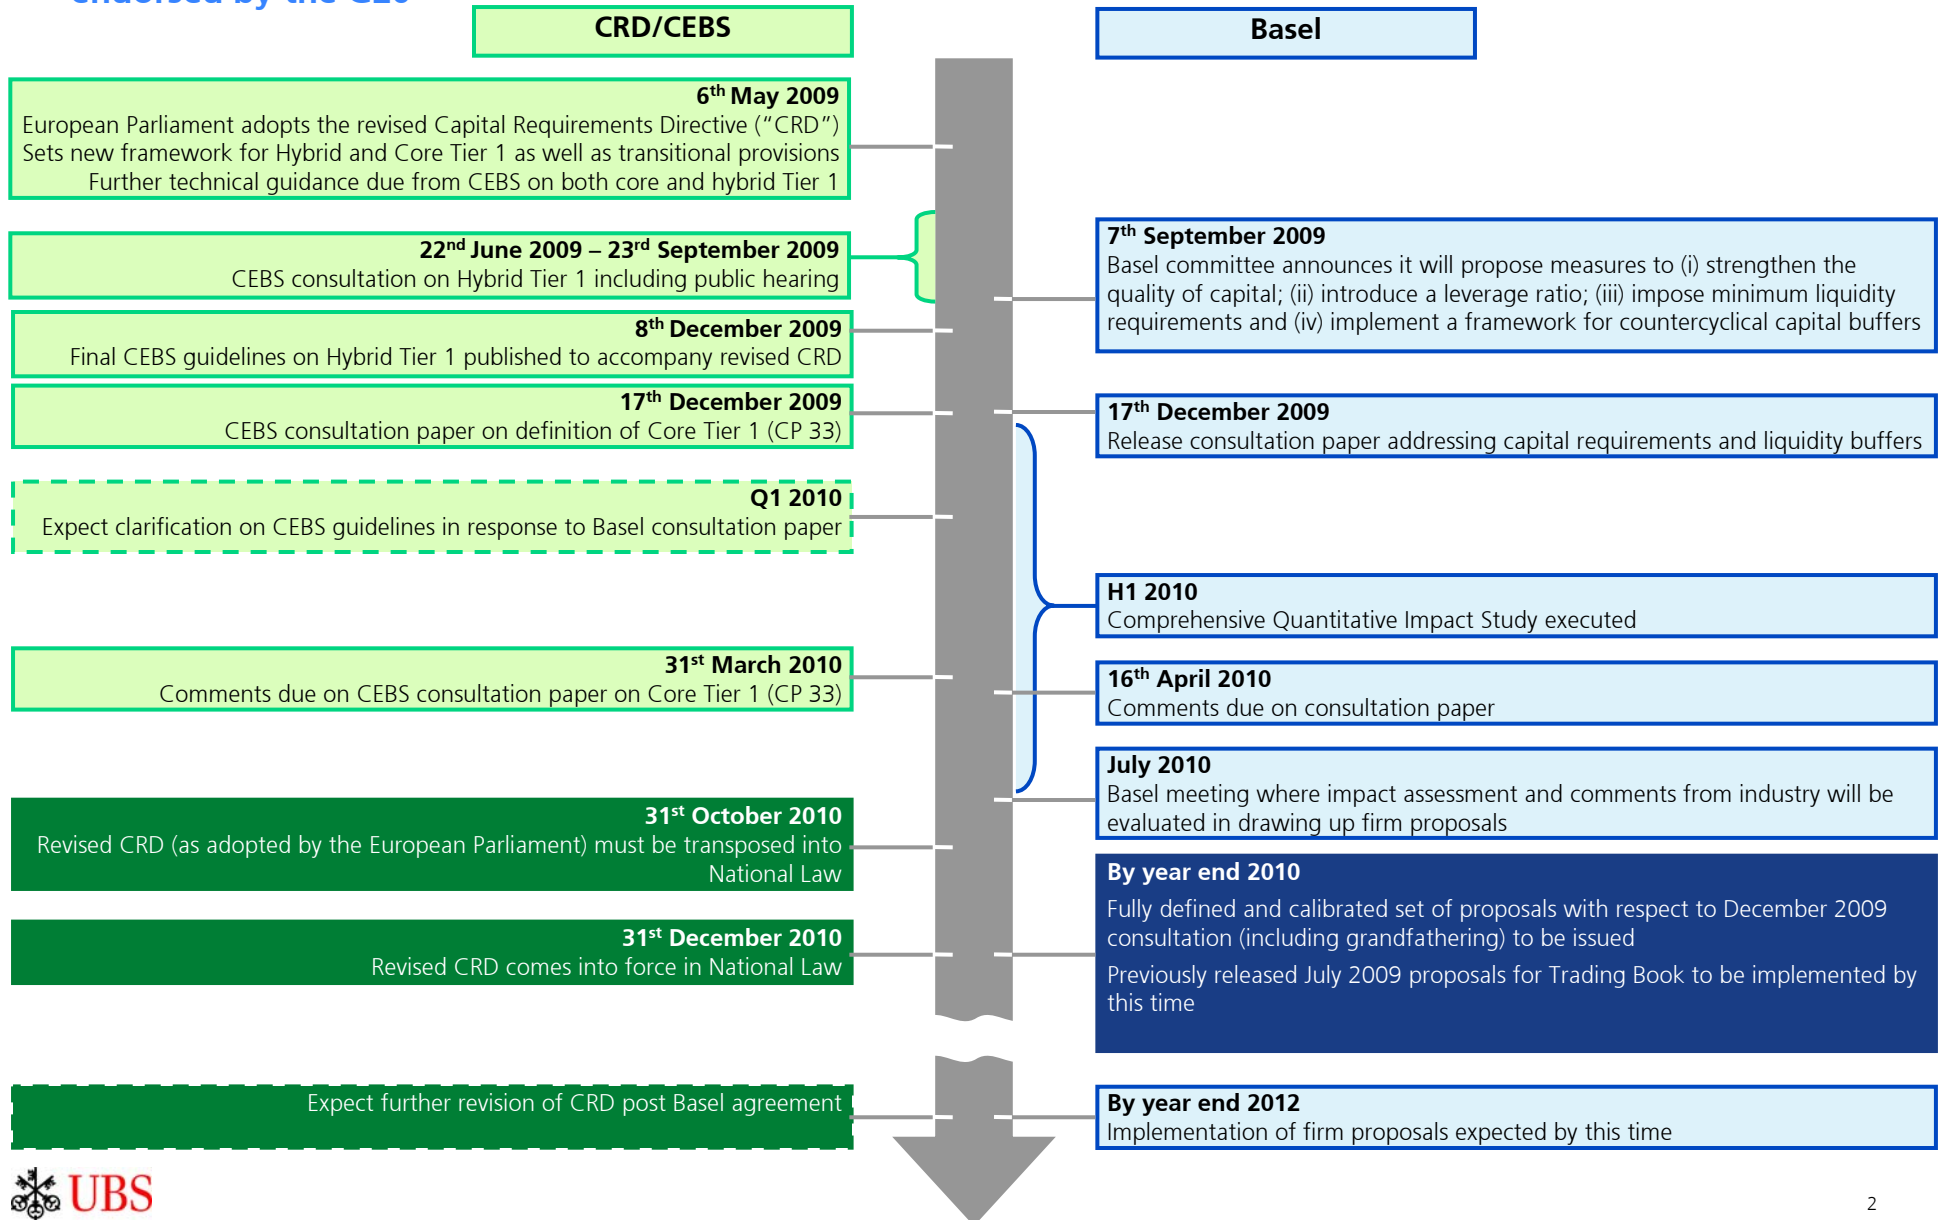 endorsed by the G20
CRD/CEBS
6th May 2009
European Parliament adopts the revised Capital Requirements Directive (“CRD”)
Sets new framework for Hybrid and Core Tier 1 as well as transitional provisions
Further technical guidance due from CEBS on both core and hybrid Tier 1
22nd June 2009 – 23rd September 2009
CEBS consultation on Hybrid Tier 1 including public hearing
8th December 2009
Final CEBS guidelines on Hybrid Tier 1 published to accompany revised CRD
17th December 2009
CEBS consultation paper on definition of Core Tier 1 (CP 33)
Q1 2010
Expect clarification on CEBS guidelines in response to Basel consultation paper
31st March 2010
Comments due on CEBS consultation paper on Core Tier 1 (CP 33)
31st October 2010
Revised CRD (as adopted by the European Parliament) must be transposed into
National Law
31st December 2010
Revised CRD comes into force in National Law
Expect further revision of CRD post Basel agreement
Basel
7th September 2009
Basel committee announces it will propose measures to (i) strengthen the
quality of capital; (ii) introduce a leverage ratio; (iii) impose minimum liquidity
requirements and (iv) implement a framework for countercyclical capital buffers
17th December 2009
Release consultation paper addressing capital requirements and liquidity buffers
H1 2010
Comprehensive Quantitative Impact Study executed
16th April 2010
Comments due on consultation paper
July 2010
Basel meeting where impact assessment and comments from industry will be
evaluated in drawing up firm proposals
By year end 2010
Fully defined and calibrated set of proposals with respect to December 2009
consultation (including grandfathering) to be issued
Previously released July 2009 proposals for Trading Book to be implemented by
this time
By year end 2012
Implementation of firm proposals expected by this time
UBS
2